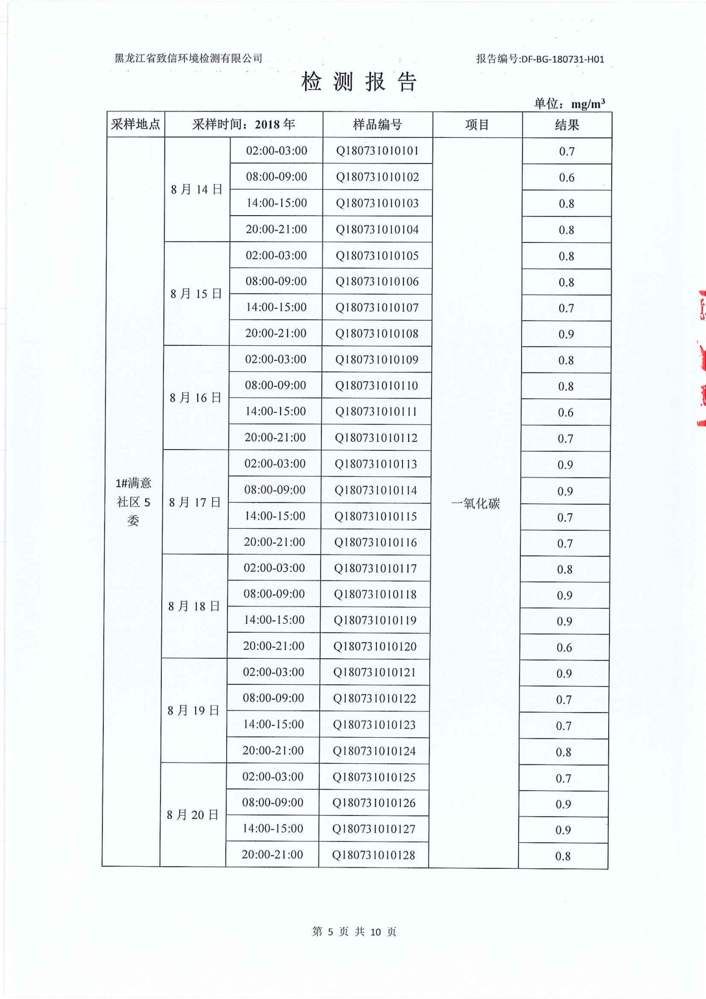 黑龙江省致信环境检测有限公司 报告编号:DF-BG-180731-H01
检测报告
单位：mg/m³
采样地点 采样时间：2018 年 样品编号 项目 结果
1#满意
社区 5
委
一氧化碳
8 月 14 日
02:00-03:00 Q180731010101 0.7
08:00-09:00 Q180731010102 0.6
14:00-15:00 Q180731010103 0.8
20:00-21:00 Q180731010104 0.8
8 月 15 日
02:00-03:00 Q180731010105 0.8
08:00-09:00 Q180731010106 0.8
14:00-15:00 Q180731010107 0.7
20:00-21:00 Q180731010108 0.9
8 月 16 日
02:00-03:00 Q180731010109 0.8
08:00-09:00 Q180731010110 0.8
14:00-15:00 Q180731010111 0.6
20:00-21:00 Q180731010112 0.7
8 月 17 日
02:00-03:00 Q180731010113 0.9
08:00-09:00 Q180731010114 0.9
14:00-15:00 Q180731010115 0.7
20:00-21:00 Q180731010116 0.7
8 月 18 日
02:00-03:00 Q180731010117 0.8
08:00-09:00 Q180731010118 0.9
14:00-15:00 Q180731010119 0.9
20:00-21:00 Q180731010120 0.6
8 月 19 日
02:00-03:00 Q180731010121 0.9
08:00-09:00 Q180731010122 0.7
14:00-15:00 Q180731010123 0.7
20:00-21:00 Q180731010124 0.8
8 月 20 日
02:00-03:00 Q180731010125 0.7
08:00-09:00 Q180731010126 0.9
14:00-15:00 Q180731010127 0.9
20:00-21:00 Q180731010128 0.8
第 5 页 共 10 页